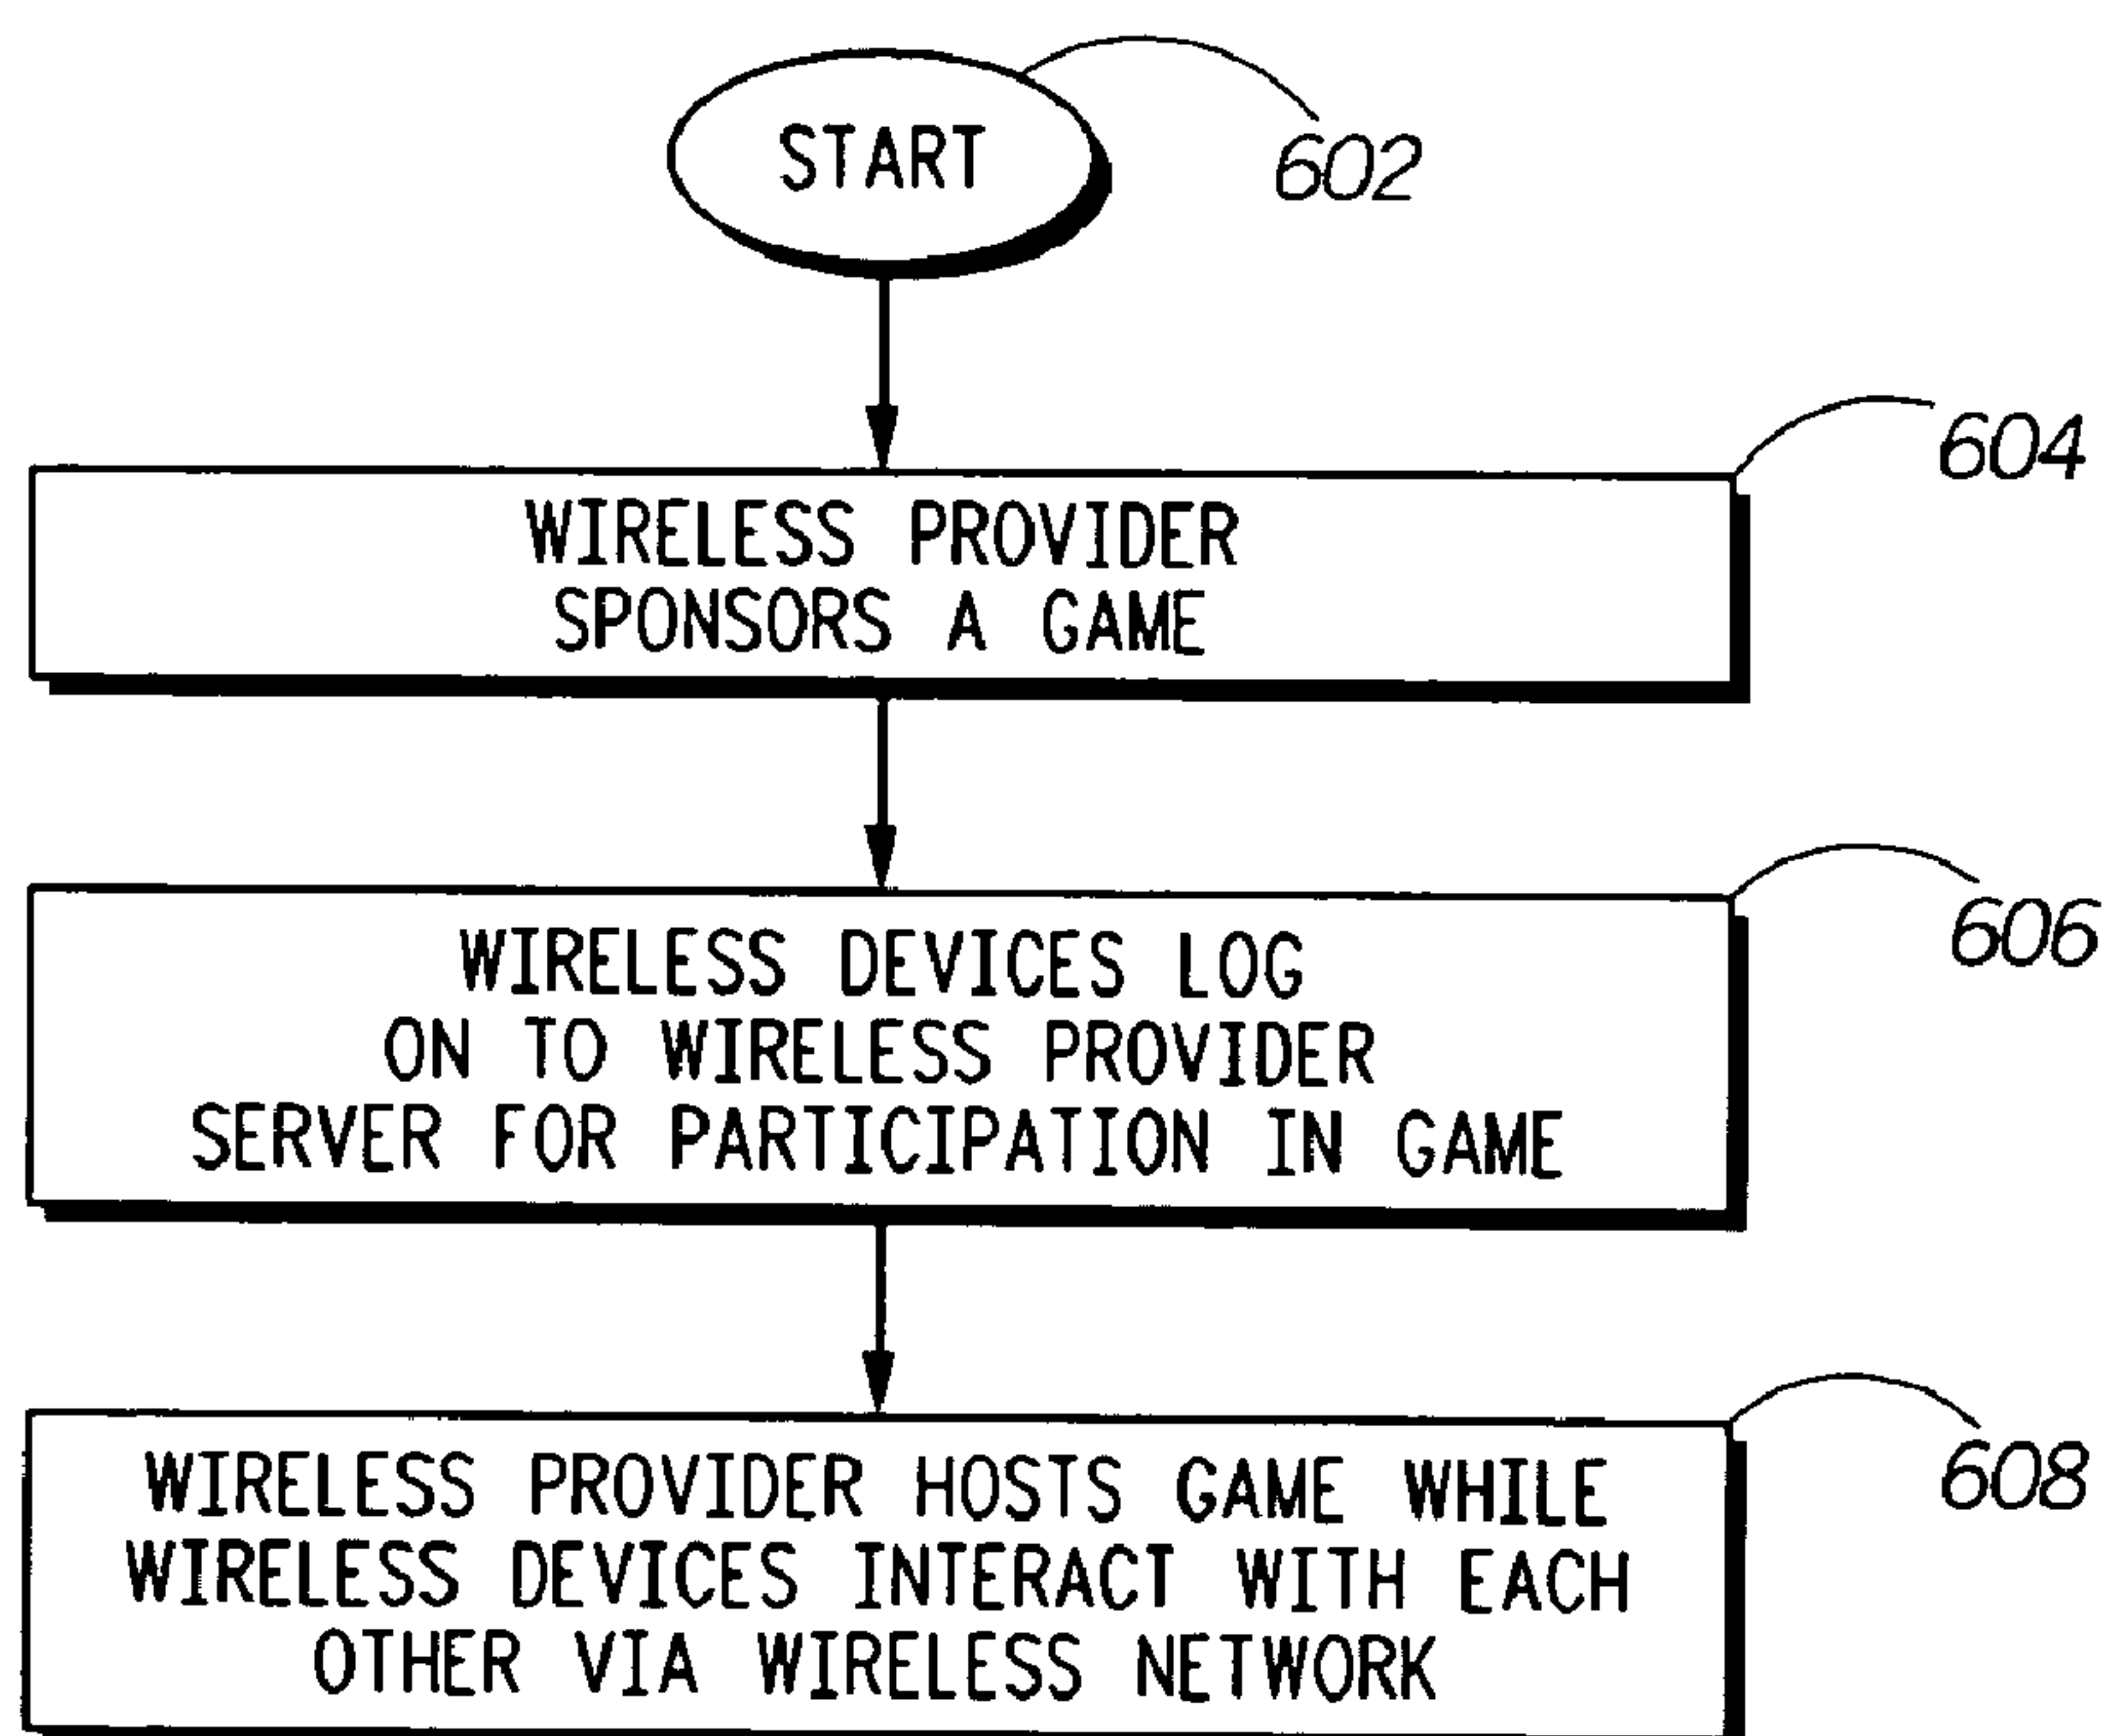 START
602
604
WIRELESS PROVIDER
SPONSORS A GAME
606
WIRELESS DEVICES LOG
ON TO WIRELESS PROVIDER
SERVER FOR PARTICIPATION IN GAME
608
WIRELESS PROVIDER HOSTS GAME WHILE
WIRELESS DEVICES INTERACT WITH EACH
OTHER VIA WIRELESS NETWORK